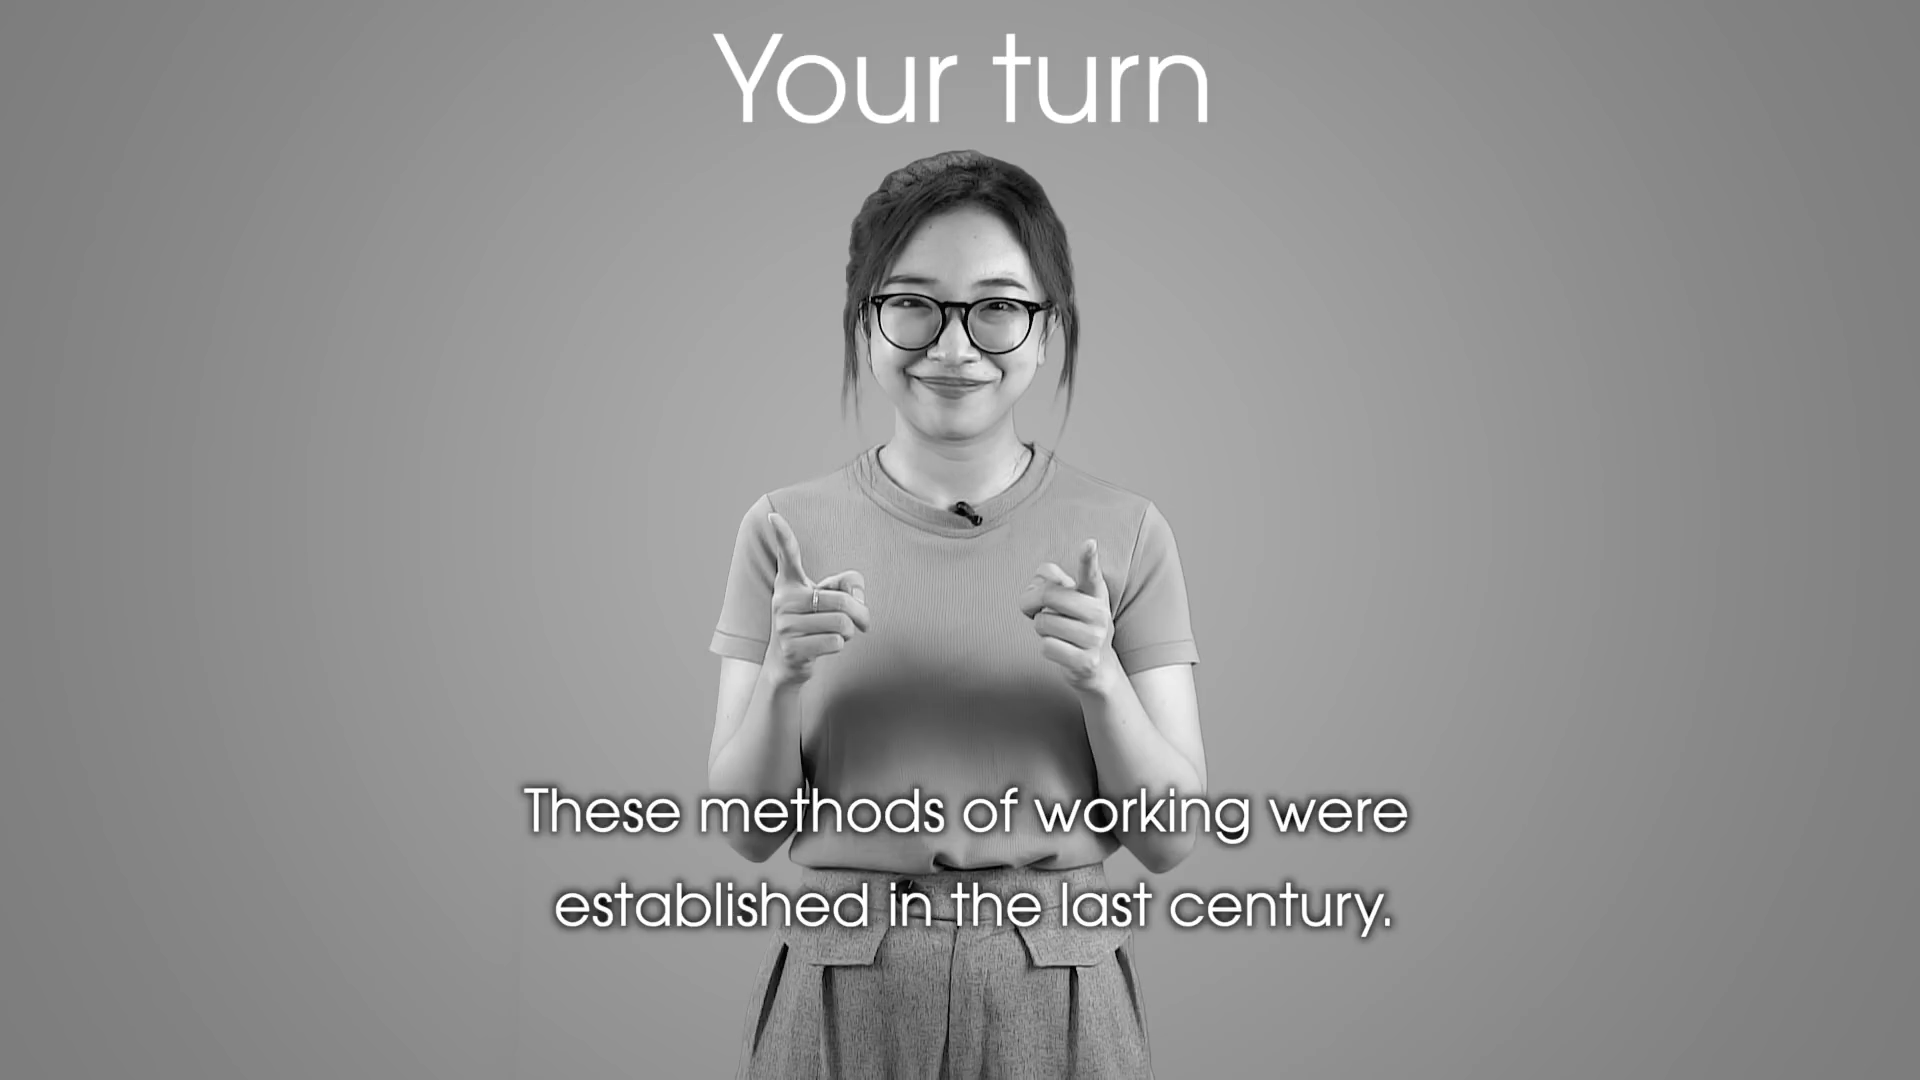 Your turn
These methods of working were
established in the last century.